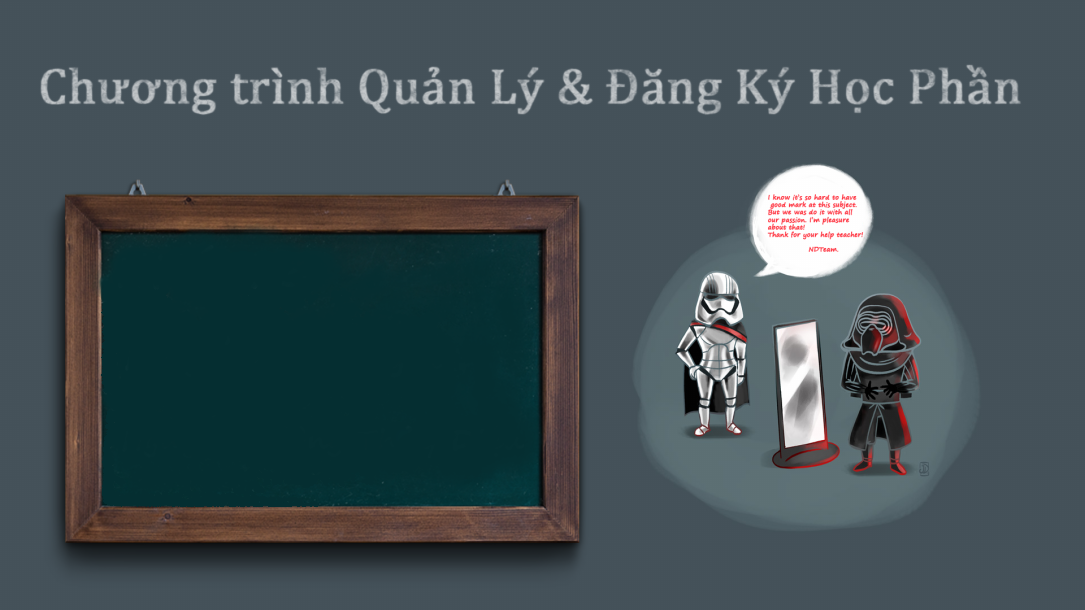 Chương trình Quản Lý & Đăng Ký Học Phần
I know it's so hard to have
good mark at this subject.
But we was do it with all
our passion. I'm pleasure
about that!
Thank for your help teacher!
NDTeam.